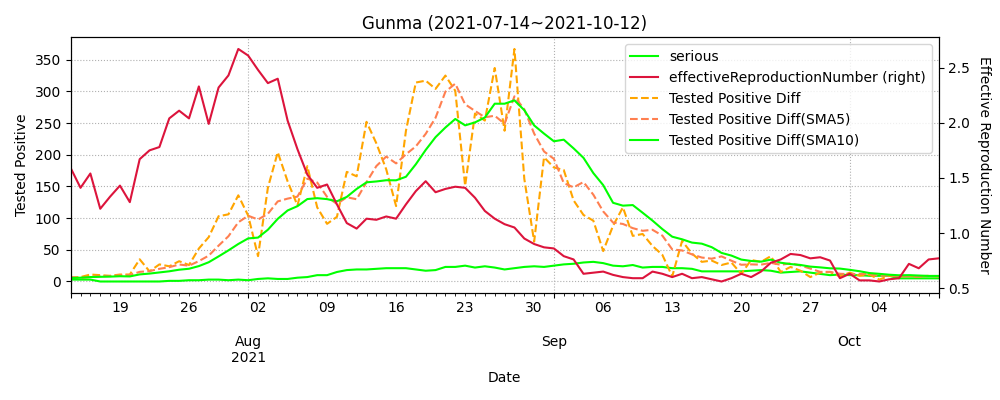 Gunma (2021-07-14~2021-10-12)
serious
effectiveReproductionNumber (right)
Tested Positive Diff
Tested Positive Diff(SMA5)
Tested Positive Diff(SMA10)
Tested Positive
350
300
250
200
150
100
50
0
2.5
2.0
1.5
1.0
0.5
Effective Reproduction Number
19 26 02 09 16 23 30 06 13 20 27 04
Aug Sep Oct
2021
Date